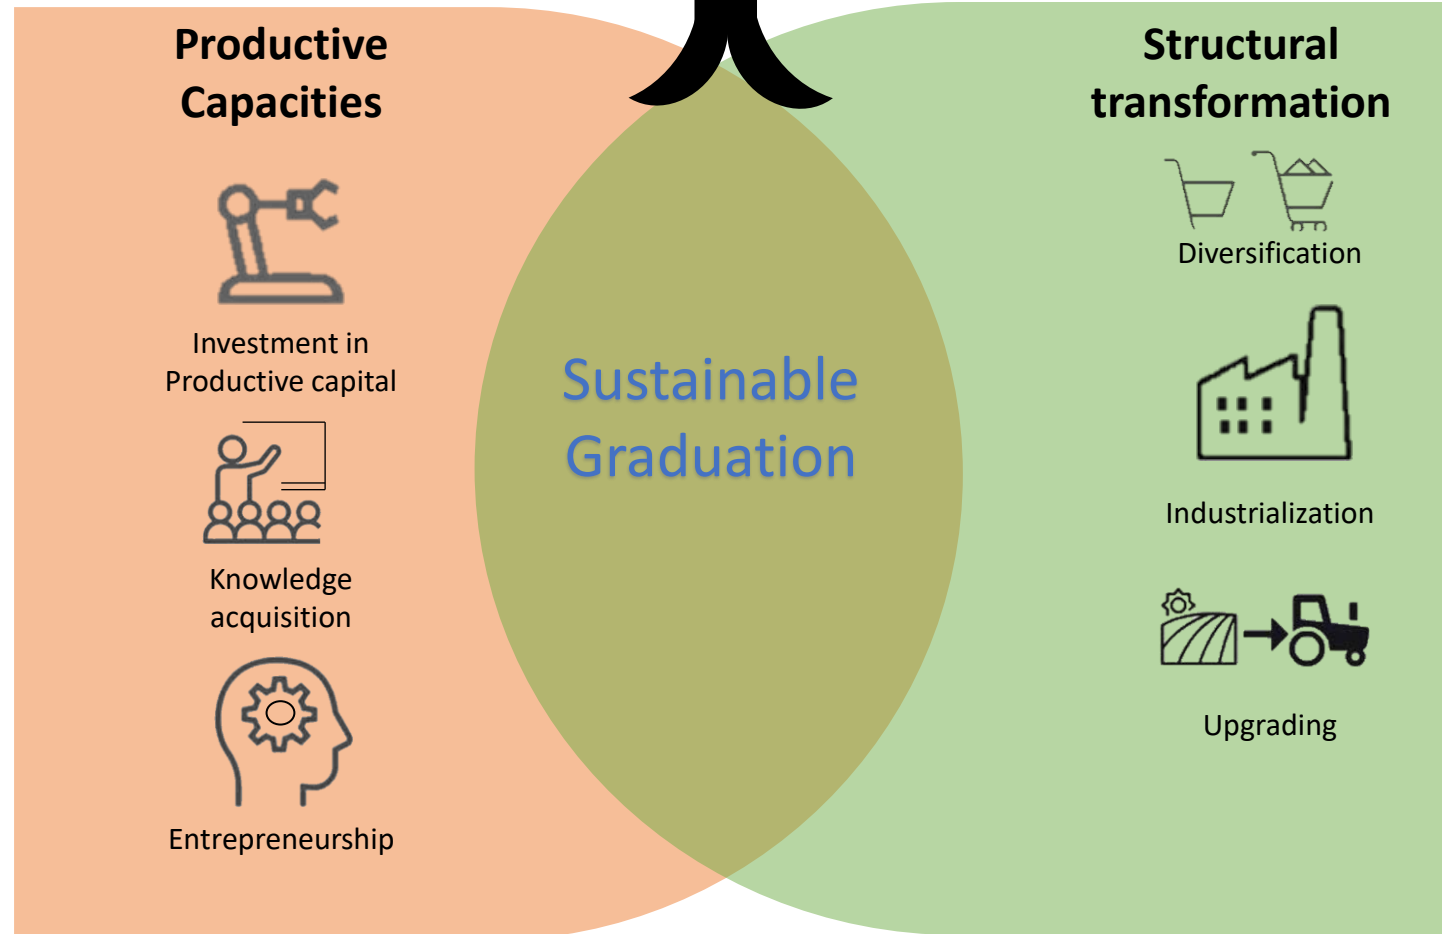 Productive
Capacities
Investment in
Productive capital
Knowledge
acquisition
Entrepreneurship
Sustainable
Graduation
Structural
transformation
Diversification
Industrialization
Upgrading